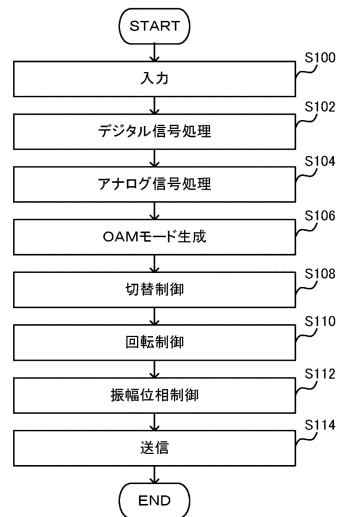 START
S100
入力
S102
デジタル信号処理
S104
アナログ信号処理
S106
OAMモード生成
S108
切替制御
S110
回転制御
S112
振幅位相制御
S114
送信
END